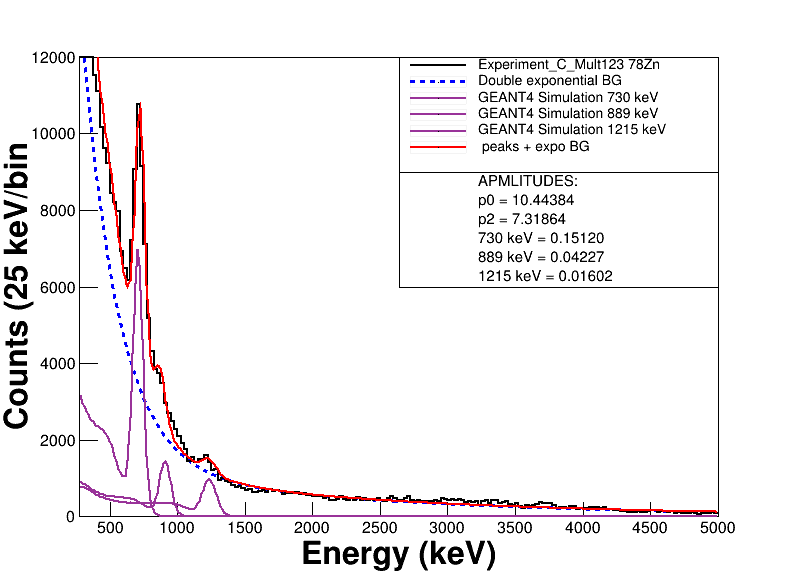 12000
10000
8000
6000
4000
2000
0
Counts (25 keV/bin
Experiment_C_Mult123 78Zn
Double exponential BG
GEANT4 Simulation 730 keV
GEANT4 Simulation 889 keV
GEANT4 Simulation 1215 keV
peaks + expo BG
APMLITUDES:
p0 = 10.44384
p2 = 7.31864
730 keV = 0.15120
889 keV = 0.04227
1215 keV = 0.01602
500 1000 1500 2000 2500 3000 3500 4000 4500 5000
Energy (keV)